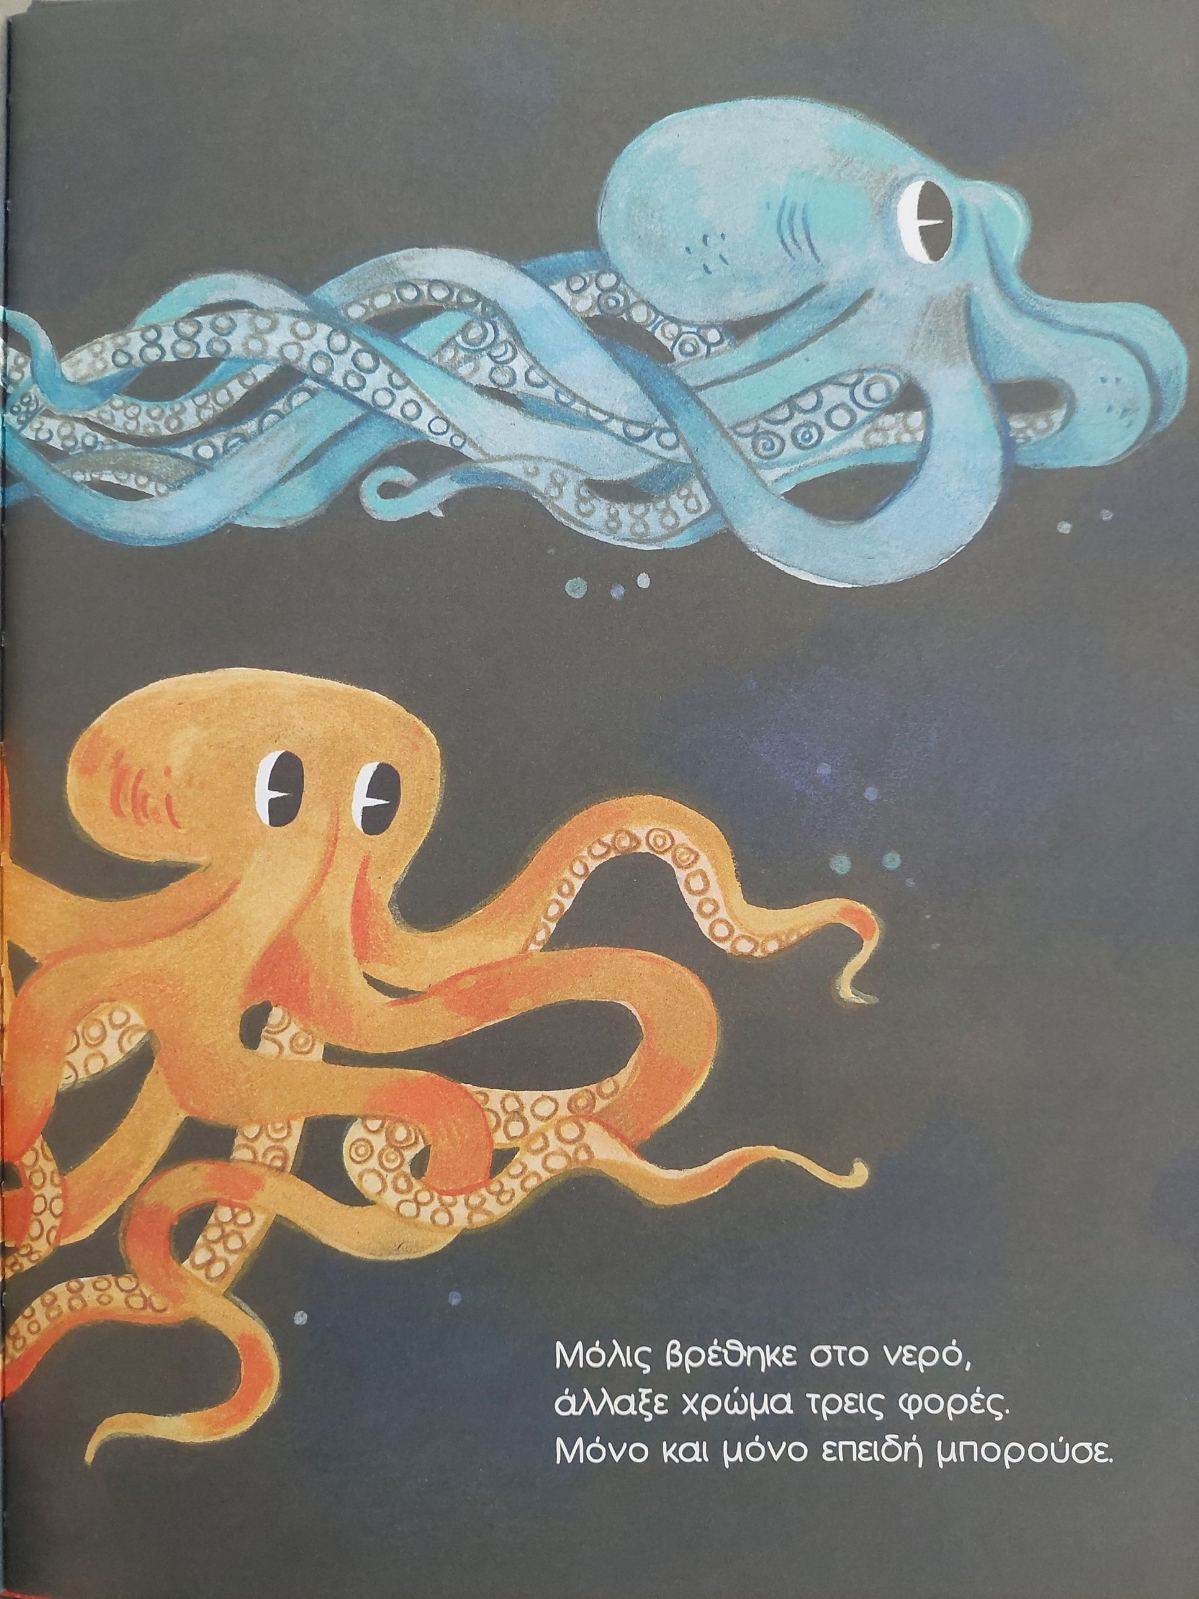 Μόλις βρέθηκε στο νερό,
άλλαξε χρώμα τρεις φορές.
Μόνο και μόνο επειδή μπορούσε.